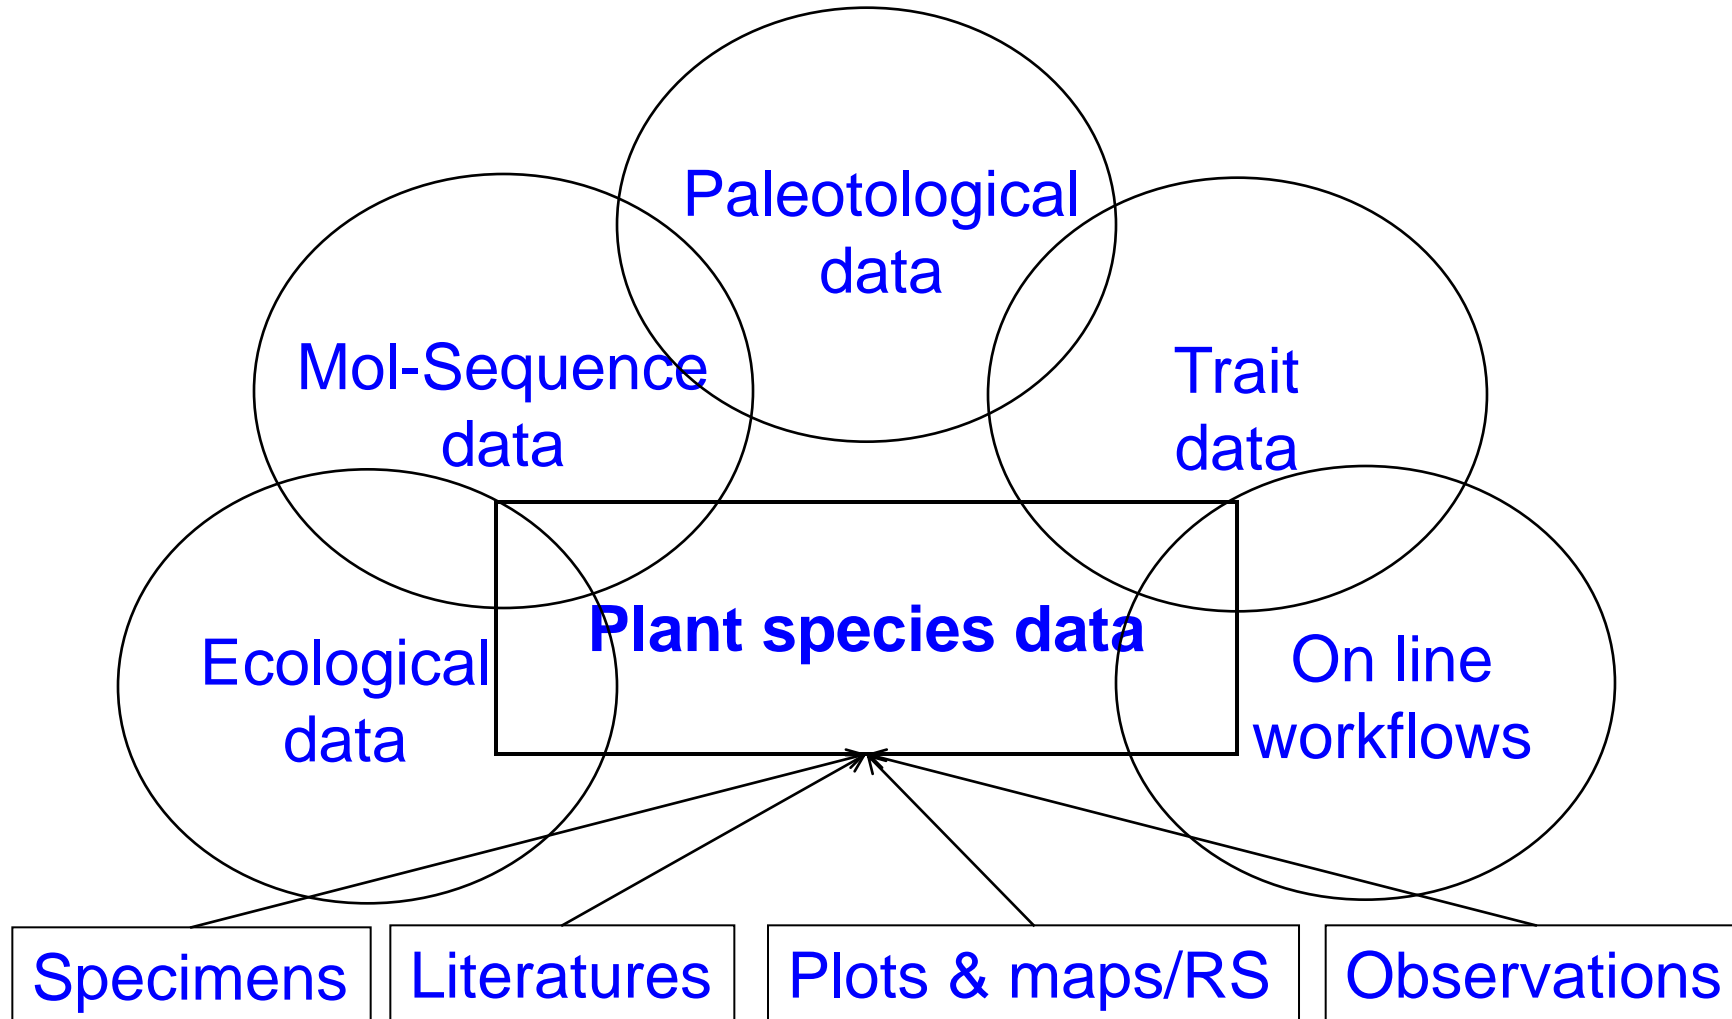 Paleotological
data
Mol-Sequence
data
Trait
data
Plant species data
Ecological
data
On line
workflows
Specimens
Literatures
Plots & maps/RS
Observations